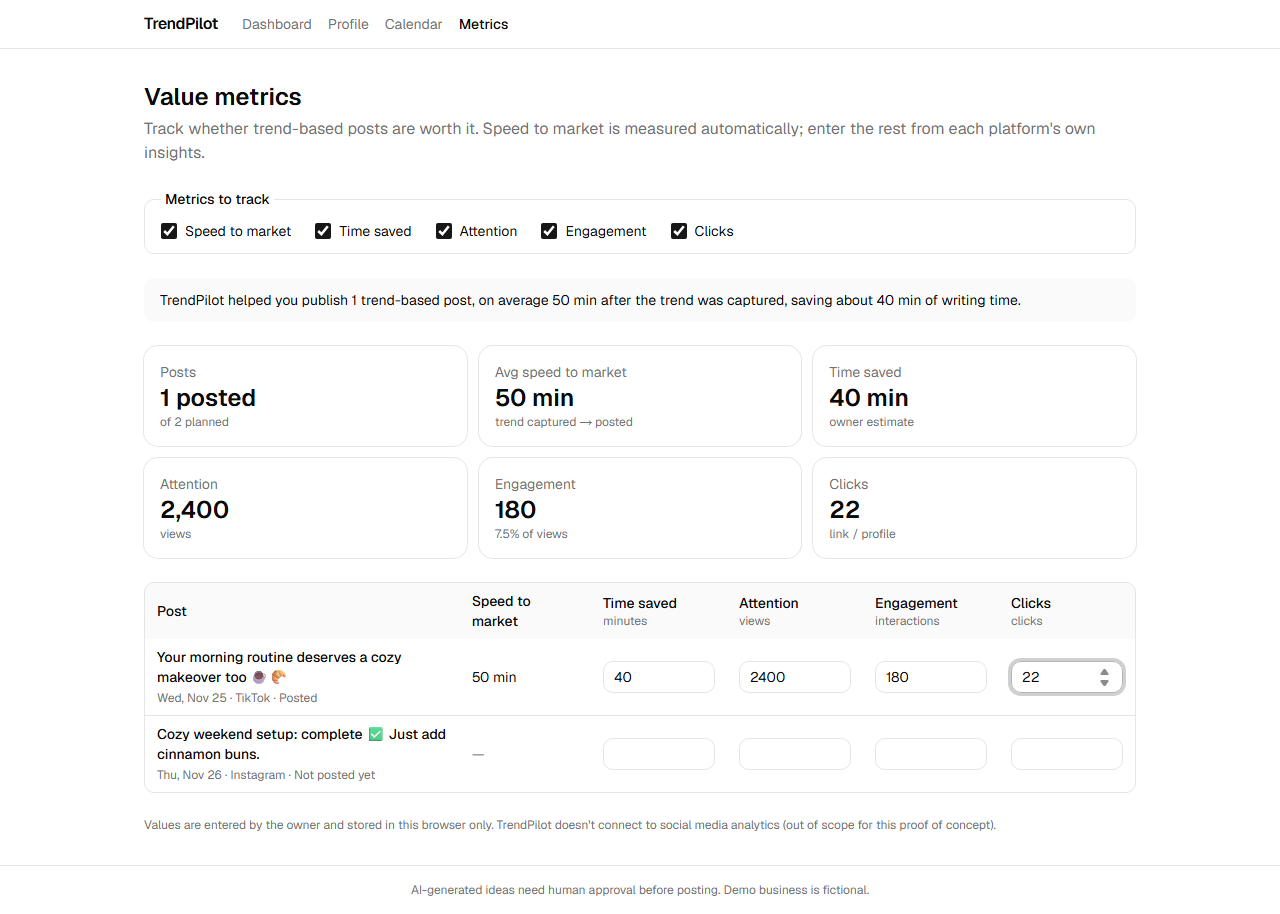 TrendPilot Dashboard Profile Calendar Metrics
Value metrics
Track whether trend-based posts are worth it. Speed to market is measured automatically; enter the rest from each platform's own
insights.
Metrics to track
Speed to market Time saved Attention Engagement Clicks
TrendPilot helped you publish 1 trend-based post, on average 50 min after the trend was captured, saving about 40 min of writing time.
Posts
1 posted
of 2 planned
Avg speed to market
50 min
trend captured → posted
Time saved
40 min
owner estimate
Attention
2,400
views
Engagement
180
7.5% of views
Clicks
22
link / profile
Post
Speed to
market
Time saved
minutes
Attention
views
Engagement
interactions
Clicks
clicks
Your morning routine deserves a cozy
makeover too ☕ 🥐
Wed, Nov 25 · TikTok · Posted
50 min
40
2400
180
22
Cozy weekend setup: complete ✅ Just add
cinnamon buns.
Thu, Nov 26 · Instagram · Not posted yet
—
Values are entered by the owner and stored in this browser only. TrendPilot doesn't connect to social media analytics (out of scope for this proof of concept).
AI-generated ideas need human approval before posting. Demo business is fictional.